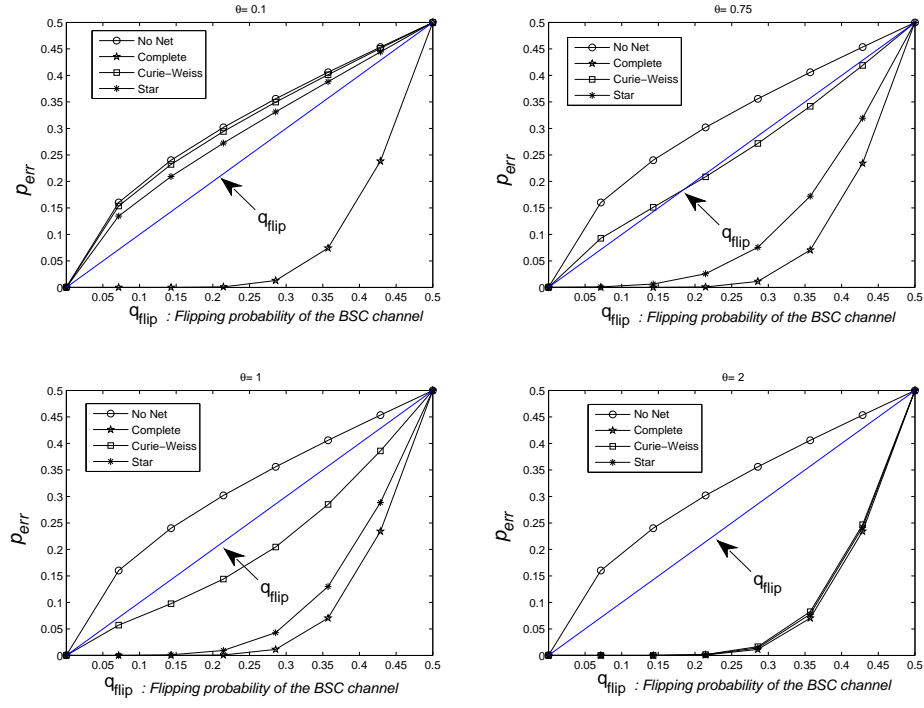 θ= 0.1
0.5
0.45
0.4
0.35
0.3
0.25
0.2
0.15
0.1
0.05
0
p_err
No Net
Complete
Curie−Weiss
Star
q_flip
0.05 0.1 0.15 0.2 0.25 0.3 0.35 0.4 0.45 0.5
q_flip : Flipping probability of the BSC channel
θ= 0.75
0.5
0.45
0.4
0.35
0.3
0.25
0.2
0.15
0.1
0.05
0
p_err
No Net
Complete
Curie−Weiss
Star
q_flip
0.05 0.1 0.15 0.2 0.25 0.3 0.35 0.4 0.45 0.5
q_flip : Flipping probability of the BSC channel
θ= 1
0.5
0.45
0.4
0.35
0.3
0.25
0.2
0.15
0.1
0.05
0
p_err
No Net
Complete
Curie−Weiss
Star
q_flip
0.05 0.1 0.15 0.2 0.25 0.3 0.35 0.4 0.45 0.5
q_flip : Flipping probability of the BSC channel
θ= 2
0.5
0.45
0.4
0.35
0.3
0.25
0.2
0.15
0.1
0.05
0
p_err
No Net
Complete
Curie−Weiss
Star
q_flip
0.05 0.1 0.15 0.2 0.25 0.3 0.35 0.4 0.45 0.5
q_flip : Flipping probability of the BSC channel